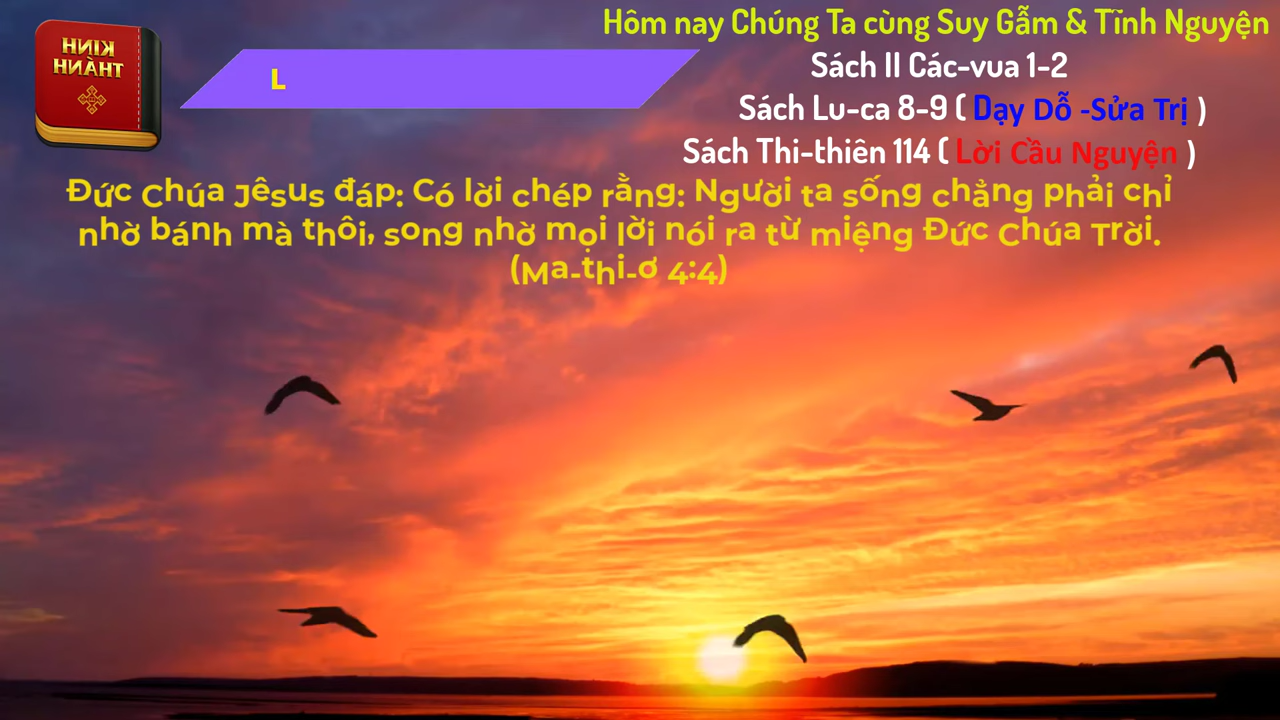 KINH
THÀNH
L
Hôm nay Chúng Ta cùng Suy Gẫm & Tĩnh Nguyện
Sách II Các-vua 1-2
Sách Lu-ca 8-9 ( Dạy Dỗ -Sửa Trị )
Sách Thi-thiên 114 ( Lời Cầu Nguyện )
Đức Chúa Jêsus đáp: Có lời chép rằng: Người ta sống chẳng phải chỉ
nhờ bánh mà thôi, song nhờ mọi lời nói ra từ miệng Đức Chúa Trời.
(Ma-thi-ơ 4:4)